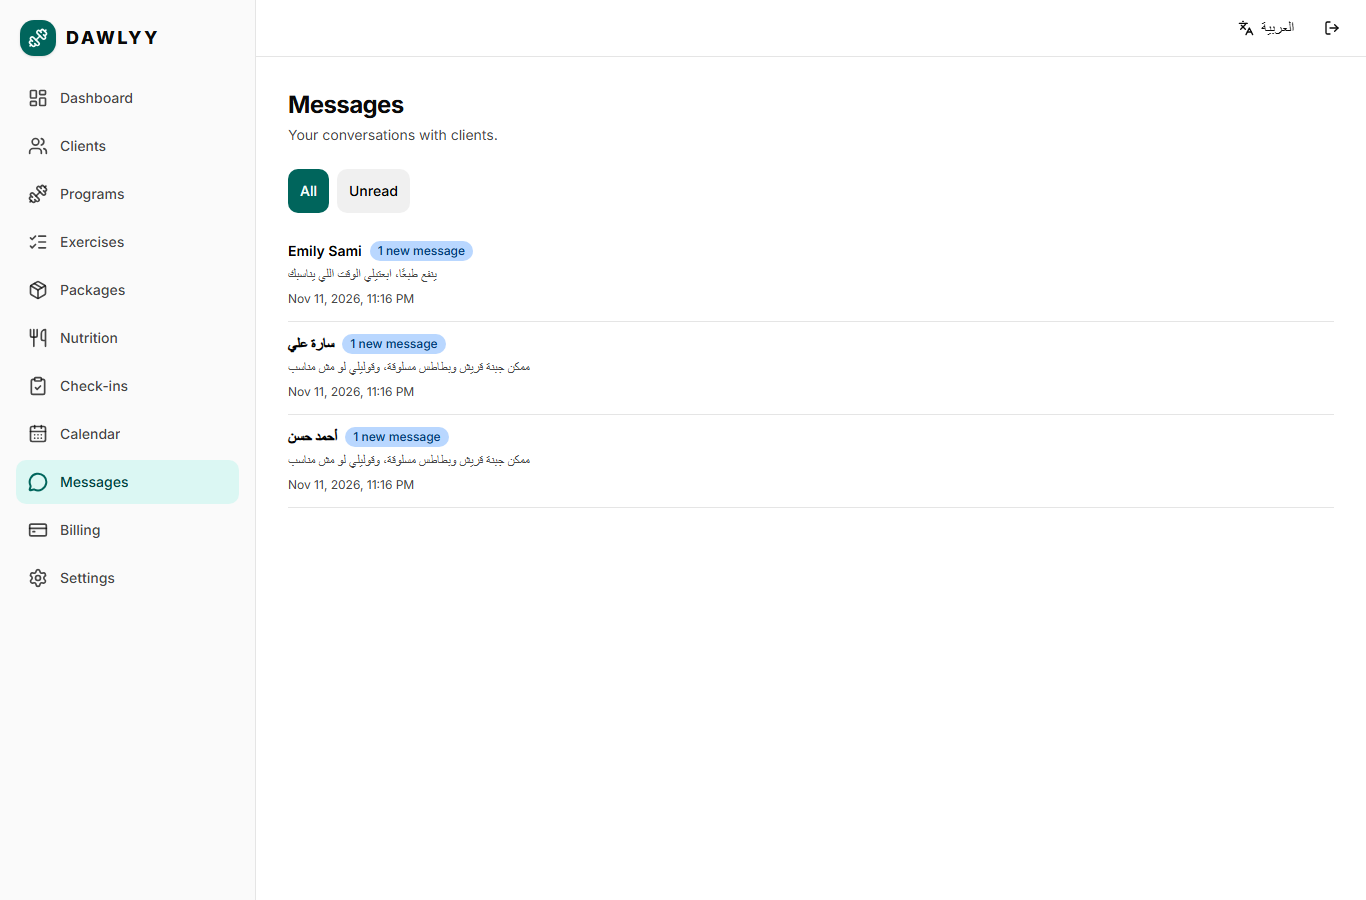 DAWLYY
Dashboard
Clients
Programs
Exercises
Packages
Nutrition
Check-ins
Calendar
Messages
Billing
Settings
العربية
Messages
Your conversations with clients.
All
Unread
Emily Sami 1 new message
ينفع طبعًا، ابعتيلي الوقت اللي يناسبك
Nov 11, 2026, 11:16 PM
سارة علي 1 new message
ممكن جبنة قريش وبطاطس مسلوقة، وقوليلي لو مش مناسب
Nov 11, 2026, 11:16 PM
أحمد حسن 1 new message
ممكن جبنة قريش وبطاطس مسلوقة، وقوليلي لو مش مناسب
Nov 11, 2026, 11:16 PM